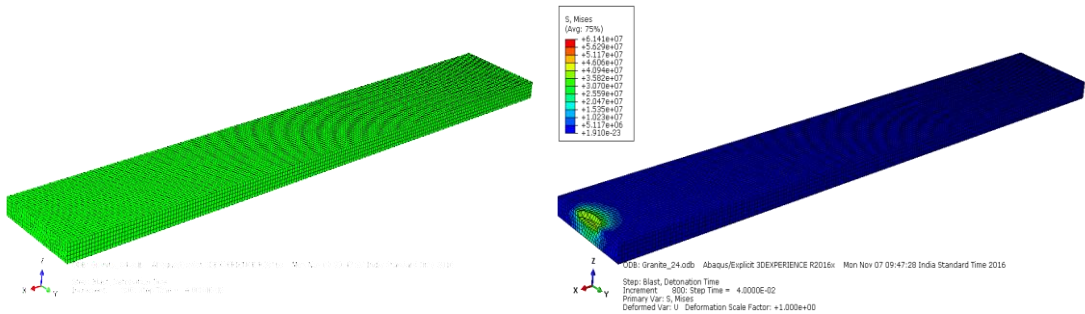 S, Mises
(Avg: 75%)
+6.141e+07
+5.629e+07
+5.117e+07
+4.606e+07
+4.094e+07
+3.582e+07
+3.070e+07
+2.559e+07
+2.047e+07
+1.535e+07
+1.023e+07
+5.117e+06
+1.910e-23
Z
X
Y
Z
X
Y
ODB: Granite_24.odb Abaqus/Explicit 3DEXPERIENCE R2016x Mon Nov 07 09:47:28 India Standard Time 2016
Step: Blast, Detonation Time
Increment 800: Step Time = 4.0000E-02
Primary Var: S, Mises
Deformed Var: U Deformation Scale Factor: +1.000e+00